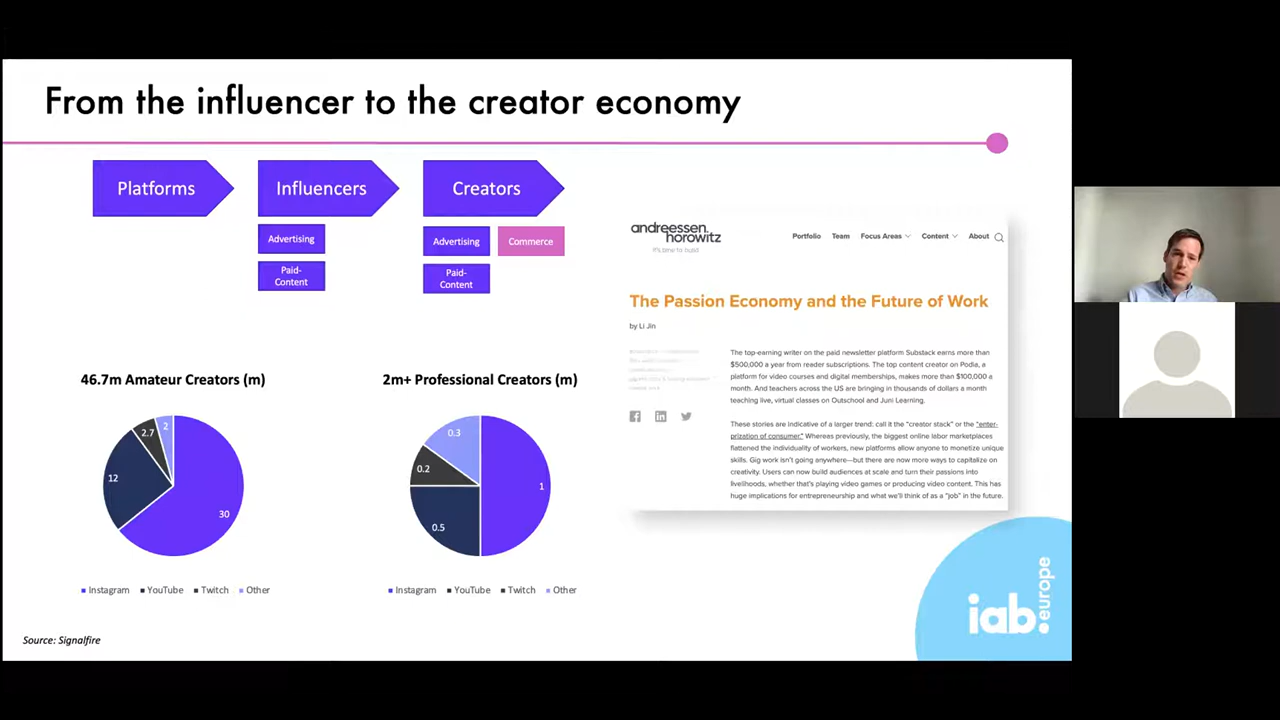 From the influencer to the creator economy
Platforms
Influencers
Creators
Advertising
Paid-
Content
Advertising
Commerce
Paid-
Content
andreessen.
horowitz
It's time to build
Portfolio Team Focus Areas Content About
The Passion Economy and the Future of Work
by Li Jin
The top-earning writer on the paid newsletter platform Substack earns more than
$500,000 a year from reader subscriptions. The top content creator on Podia, a
platform for video courses and digital memberships, makes more than $100,000 a
month. And teachers across the US are bringing in thousands of dollars a month
teaching live, virtual classes on Outschool and Juni Learning.
These stories are indicative of a larger trend: call it the "creator stack" or the "enter-
prization of consumer." Whereas previously, the biggest online labor marketplaces
flattened the individuality of workers, new platforms allow anyone to monetize unique
skills. Gig work isn't going anywhere—but there are now more ways to capitalize on
creativity. Users can now build audiences at scale and turn their passions into
livelihoods, whether that's playing video games or producing video content. This has
huge implications for entrepreneurship and what we'll think of as a "job" in the future.
46.7m Amateur Creators (m)
2
2.7
12
30
Instagram YouTube Twitch Other
2m+ Professional Creators (m)
0.3
0.2
1
0.5
Instagram YouTube Twitch Other
Source: Signalfire
iab.
europe